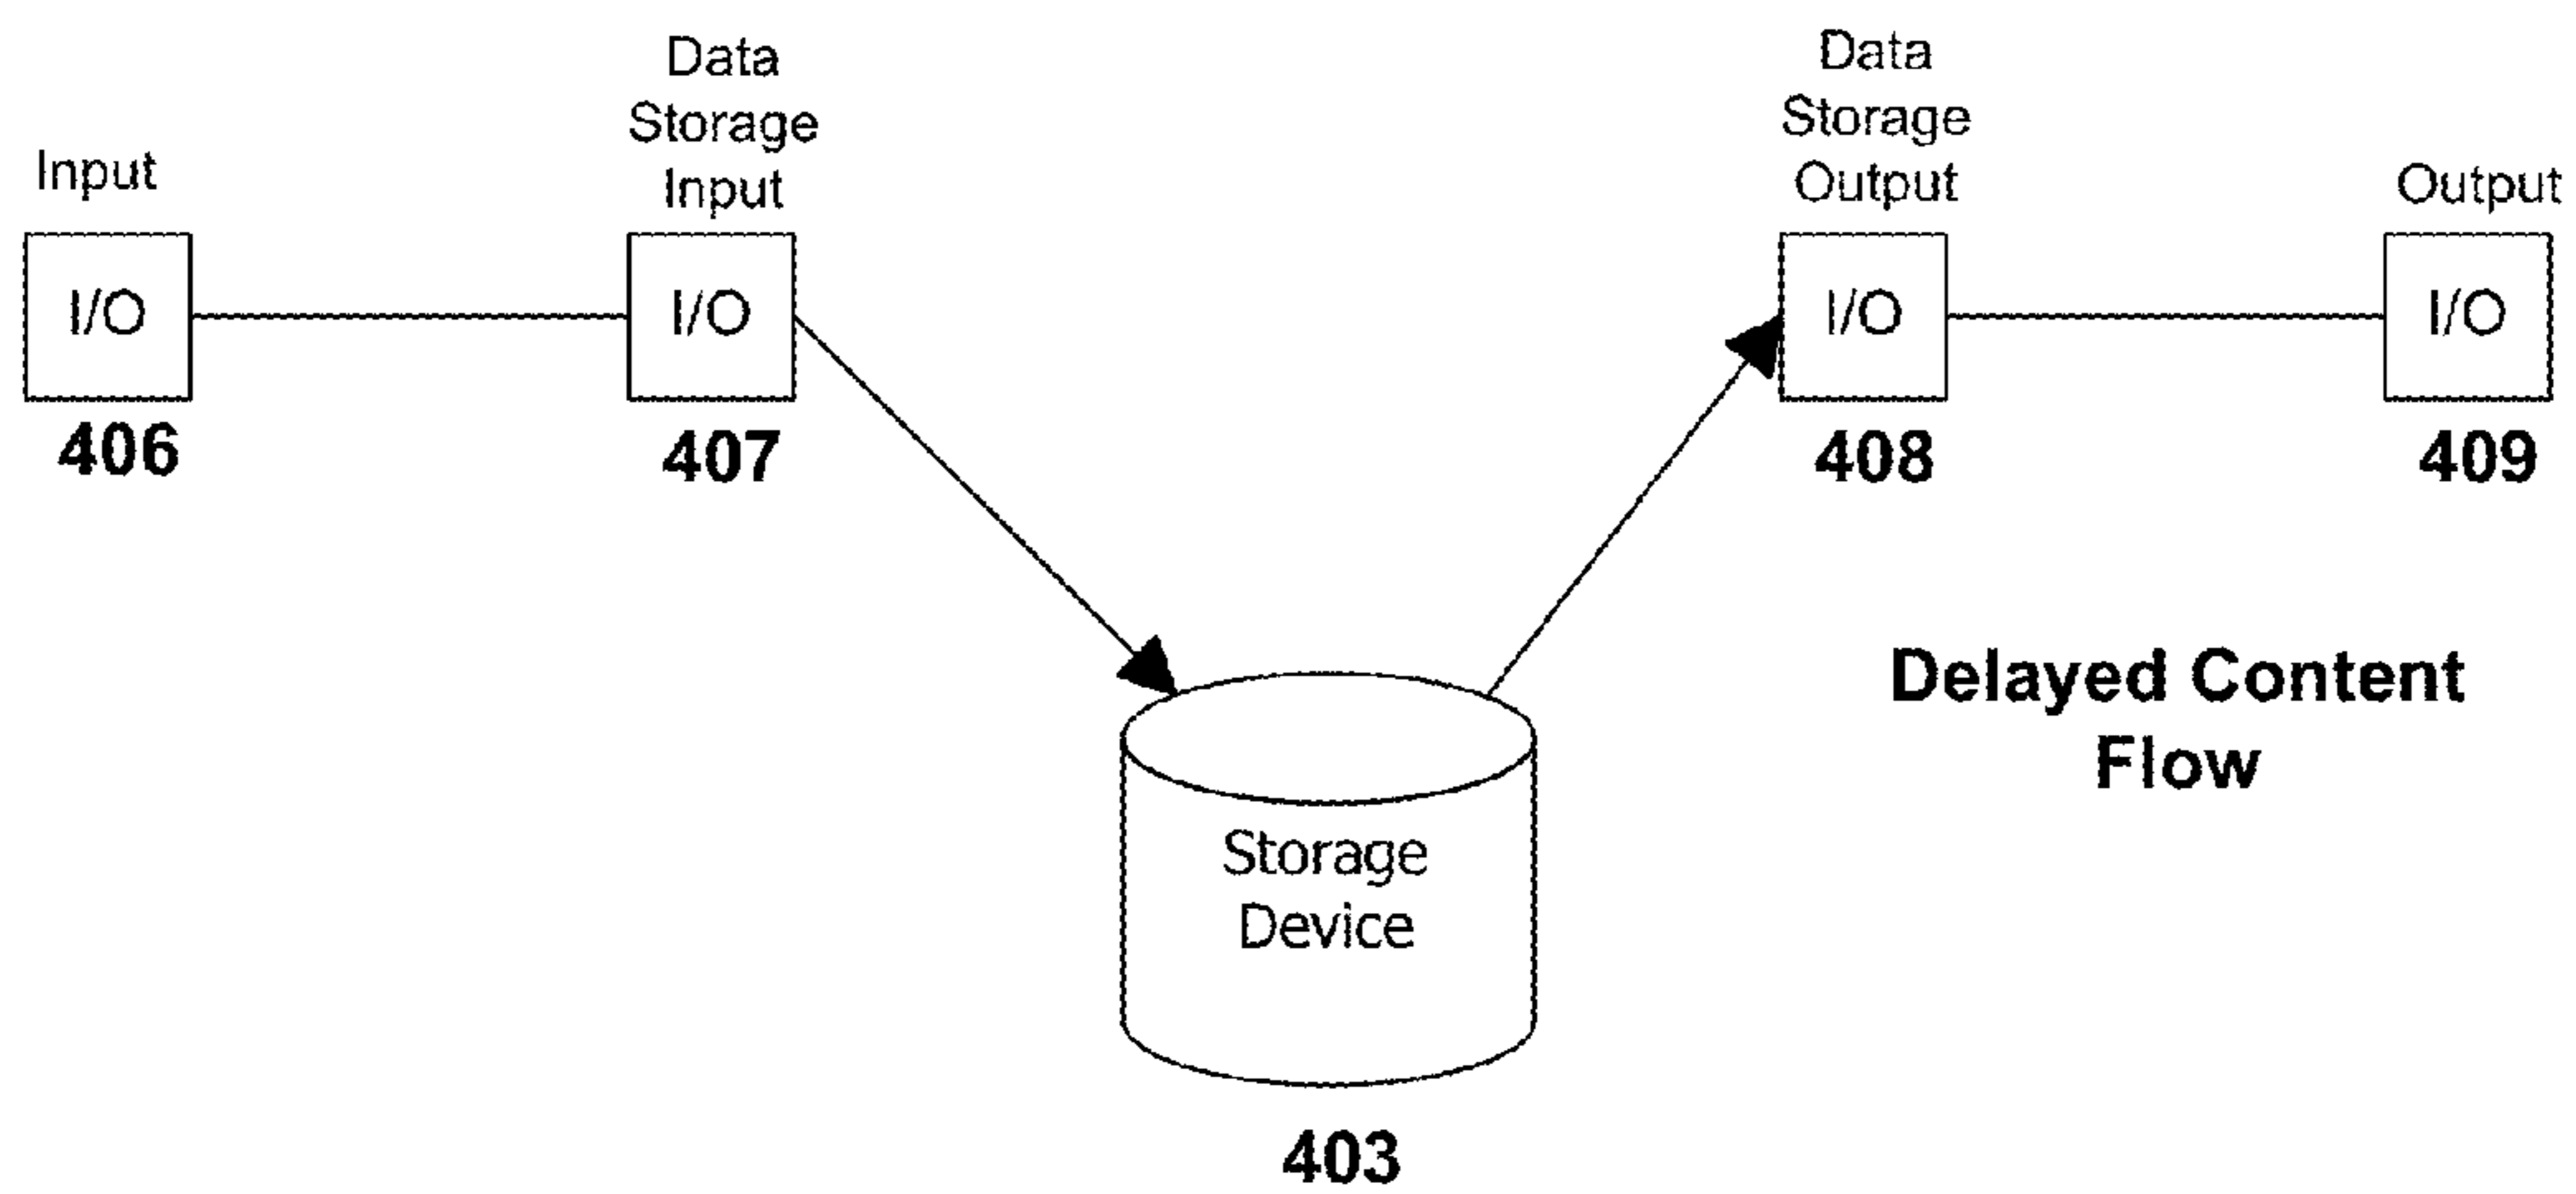 Input
I/O
406
Data
Storage
Input
I/O
407
Data
Storage
Output
I/O
408
Output
I/O
409
Delayed Content
Flow
Storage
Device
403